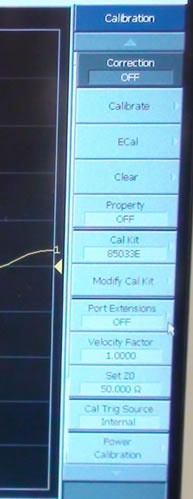 Calibration
Correction
OFF
Calibrate
ECal
Clear
Property
OFF
Cal Kit
85033E
Modify Cal Kit
Port Extensions
OFF
Velocity Factor
1.0000
Set Z0
50.000 Ω
Cal Trig Source
Internal
Power
Calibration
1